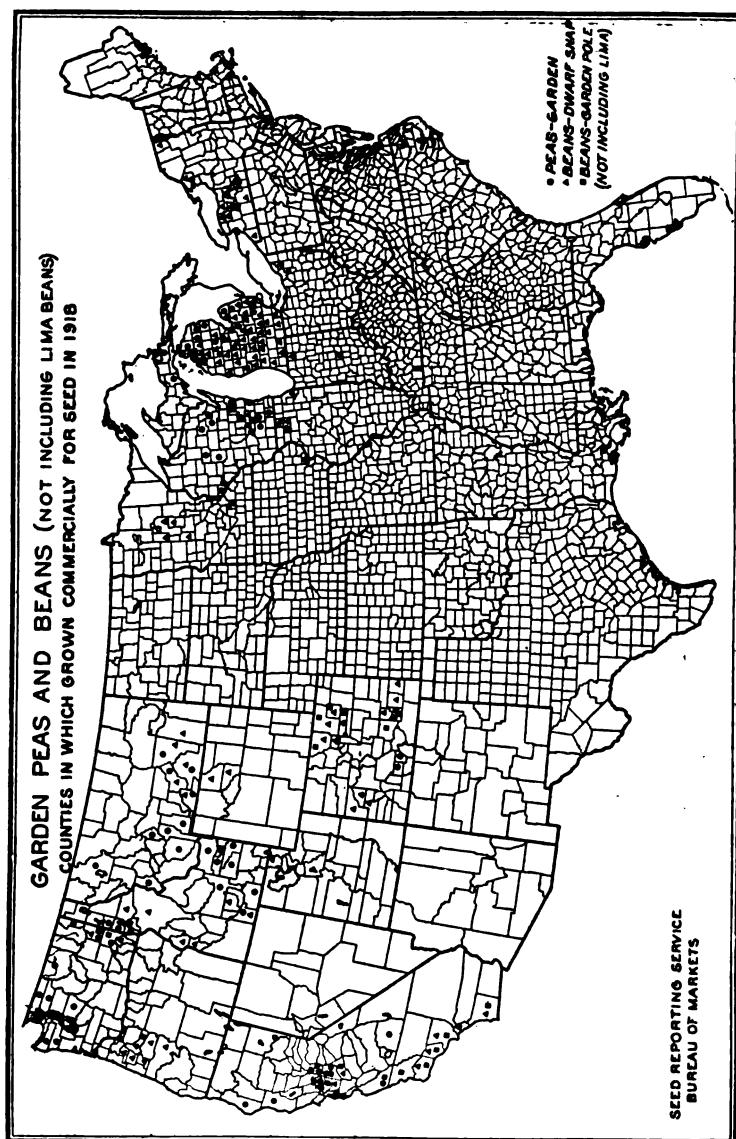 GARDEN PEAS AND BEANS (NOT INCLUDING LIMA BEANS)
COUNTIES IN WHICH GROWN COMMERCIALLY FOR SEED IN 1918
• PEAS-GARDEN
▲ BEANS-DWARF SNAP
■ BEANS-GARDEN POLE
(NOT INCLUDING LIMA)
SEED REPORTING SERVICE
BUREAU OF MARKETS